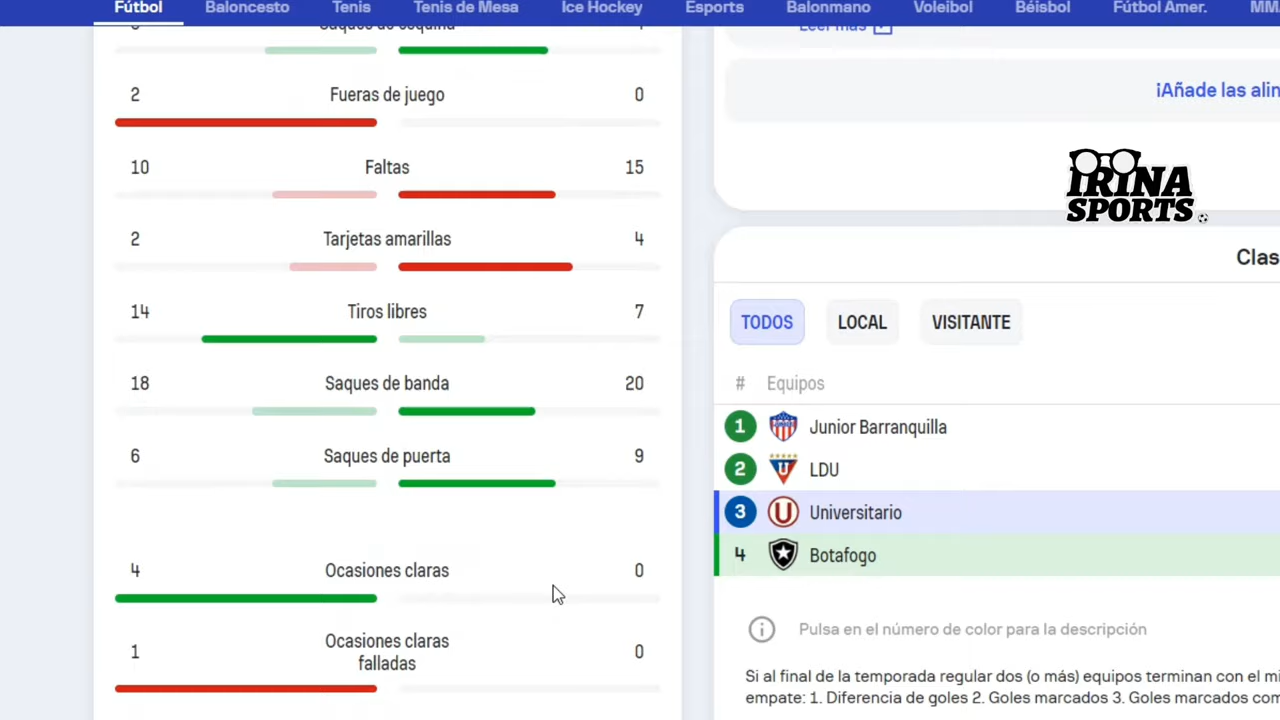 Fútbol Baloncesto Tenis Tenis de Mesa Ice Hockey Esports Balonmano Voleibol Béisbol Fútbol Amer. MMA
Saques de esquina
2 Fueras de juego 0
10 Faltas 15
2 Tarjetas amarillas 4
14 Tiros libres 7
18 Saques de banda 20
6 Saques de puerta 9
4 Ocasiones claras 0
1 Ocasiones claras 0
falladas
Leer más
¡Añade las alin
IRINA
SPORTS
Clas
TODOS LOCAL VISITANTE
# Equipos
1 Junior Barranquilla
2 LDU
3 Universitario
4 Botafogo
Pulsa en el número de color para la descripción
Si al final de la temporada regular dos (o más) equipos terminan con el mi
empate: 1. Diferencia de goles 2. Goles marcados 3. Goles marcados com